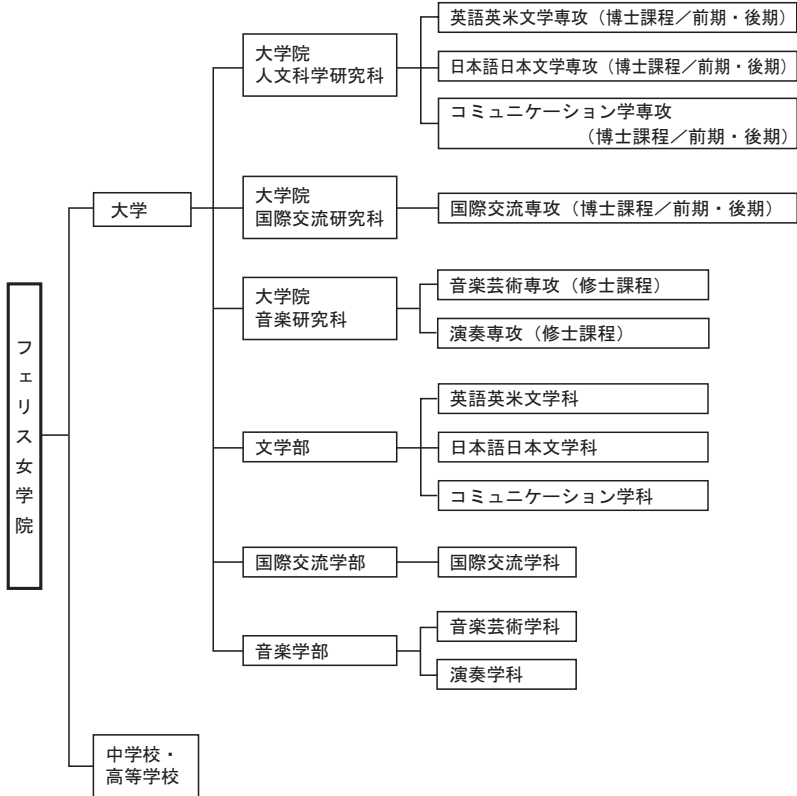 フェリス女学院
大学
大学院
人文科学研究科
英語英米文学専攻（博士課程／前期・後期）
日本語日本文学専攻（博士課程／前期・後期）
コミュニケーション学専攻
（博士課程／前期・後期）
大学院
国際交流研究科
国際交流専攻（博士課程／前期・後期）
大学院
音楽研究科
音楽芸術専攻（修士課程）
演奏専攻（修士課程）
文学部
英語英米文学科
日本語日本文学科
コミュニケーション学科
国際交流学部
国際交流学科
音楽学部
音楽芸術学科
演奏学科
中学校・
高等学校